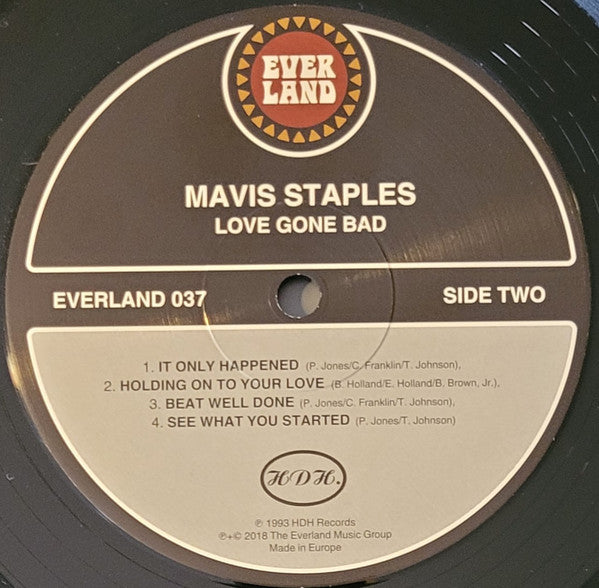 EVER
LAND
MAVIS STAPLES
LOVE GONE BAD
EVERLAND 037 SIDE TWO
1. IT ONLY HAPPENED (P. Jones/C. Franklin/T. Johnson),
2. HOLDING ON TO YOUR LOVE (B. Holland/E. Holland/B. Brown, Jr.),
3. BEAT WELL DONE (P. Jones/C. Franklin/T. Johnson),
4. SEE WHAT YOU STARTED (P. Jones/T. Johnson)
HDH.
℗ 1993 HDH Records
℗+© 2018 The Everland Music Group
Made in Europe